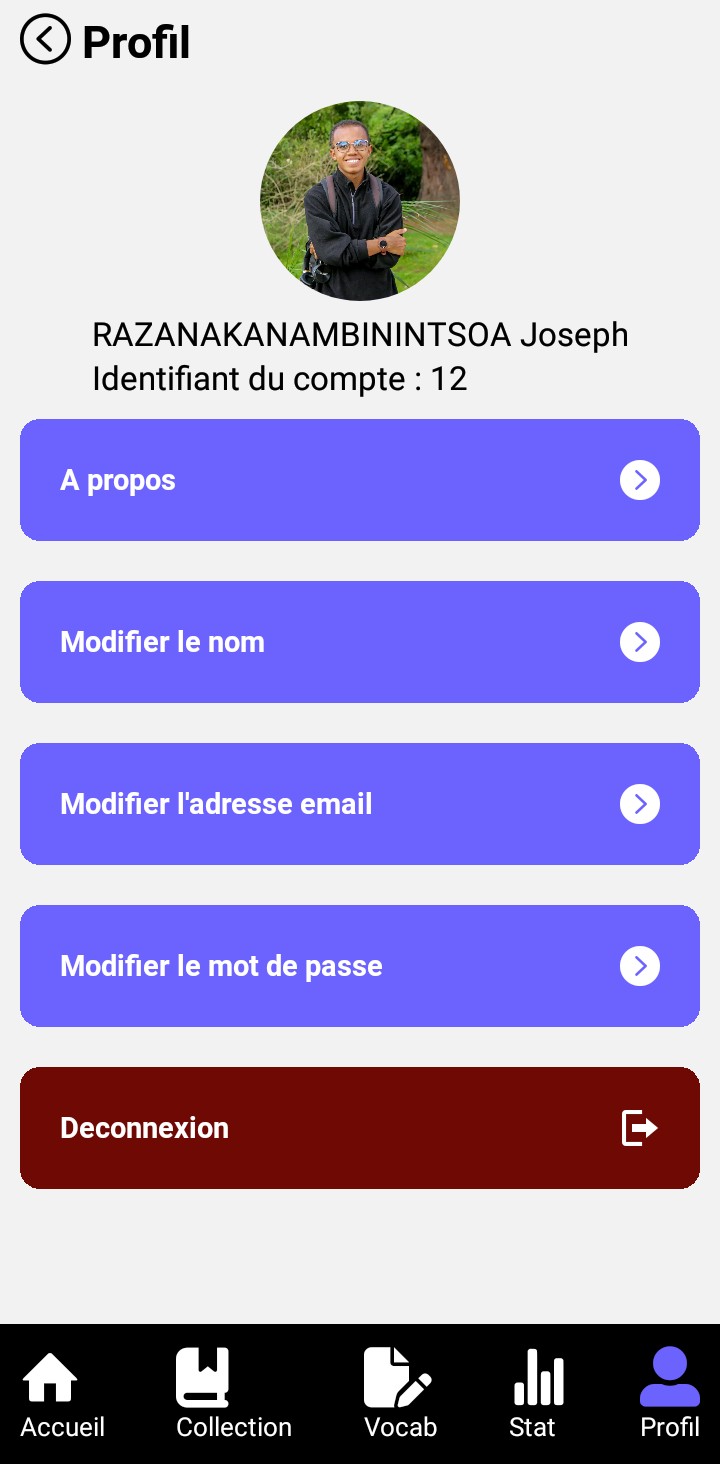 Profil
RAZANAKANAMBININTSOA Joseph
Identifiant du compte : 12
A propos
Modifier le nom
Modifier l'adresse email
Modifier le mot de passe
Deconnexion
Accueil Collection Vocab Stat Profil